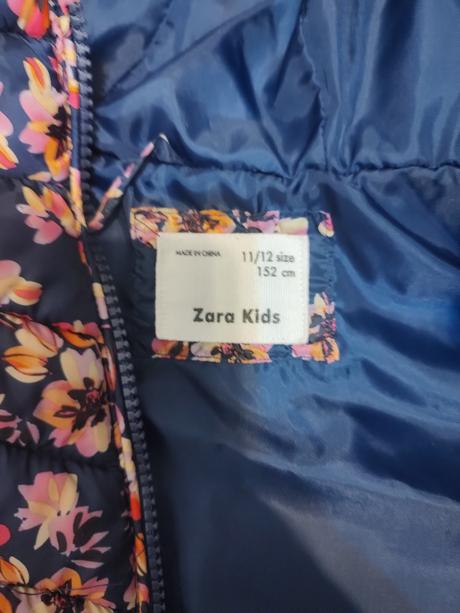 MADE IN CHINA
11/12 size
152 cm
Zara Kids